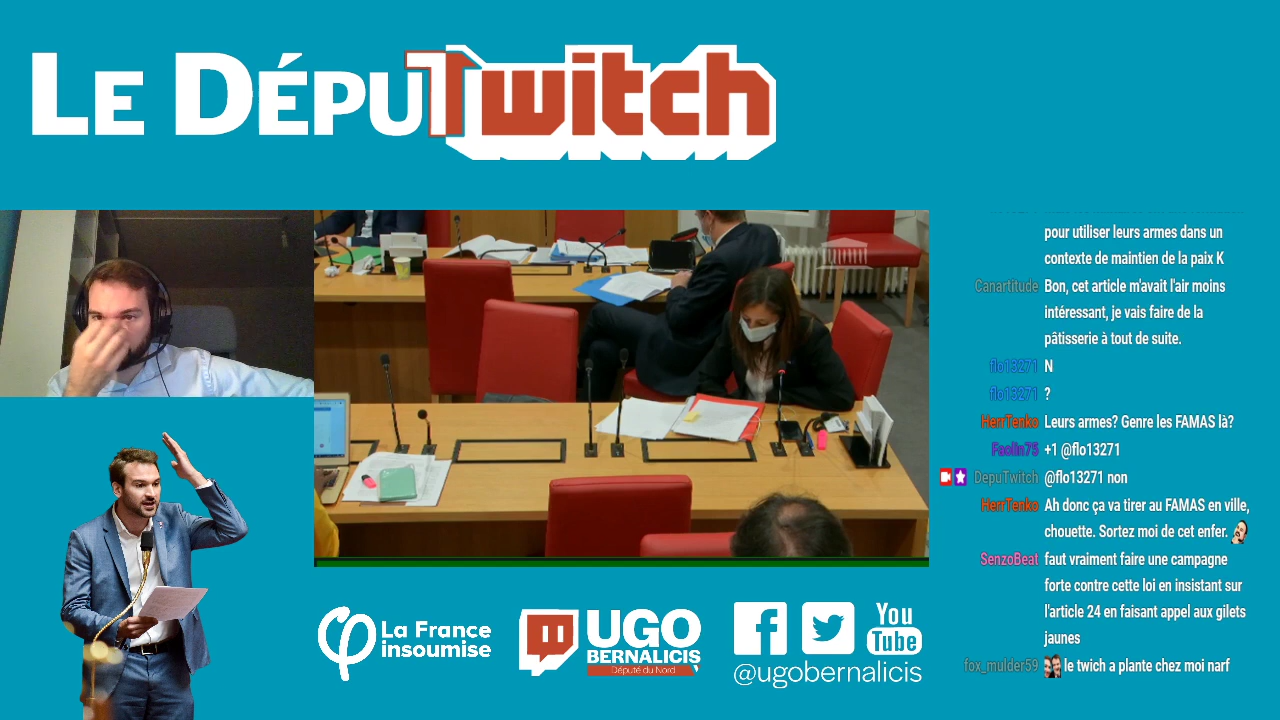 LE DÉPUTwitch
pour utiliser leurs armes dans un
contexte de maintien de la paix K
Canartitude Bon, cet article m'avait l'air moins
intéressant, je vais faire de la
pâtisserie à tout de suite.
flo13271 N
flo13271 ?
HerrTenko Leurs armes? Genre les FAMAS là?
Faolin75 +1 @flo13271
DepuTwitch @flo13271 non
HerrTenko Ah donc ça va tirer au FAMAS en ville,
chouette. Sortez moi de cet enfer.
SenzoBeat faut vraiment faire une campagne
forte contre cette loi en insistant sur
l'article 24 en faisant appel aux gilets
jaunes
fox_mulder59 le twich a plante chez moi narf
La France
insoumise
UGO
BERNALICIS
Député du Nord
You
Tube
@ugobernalicis